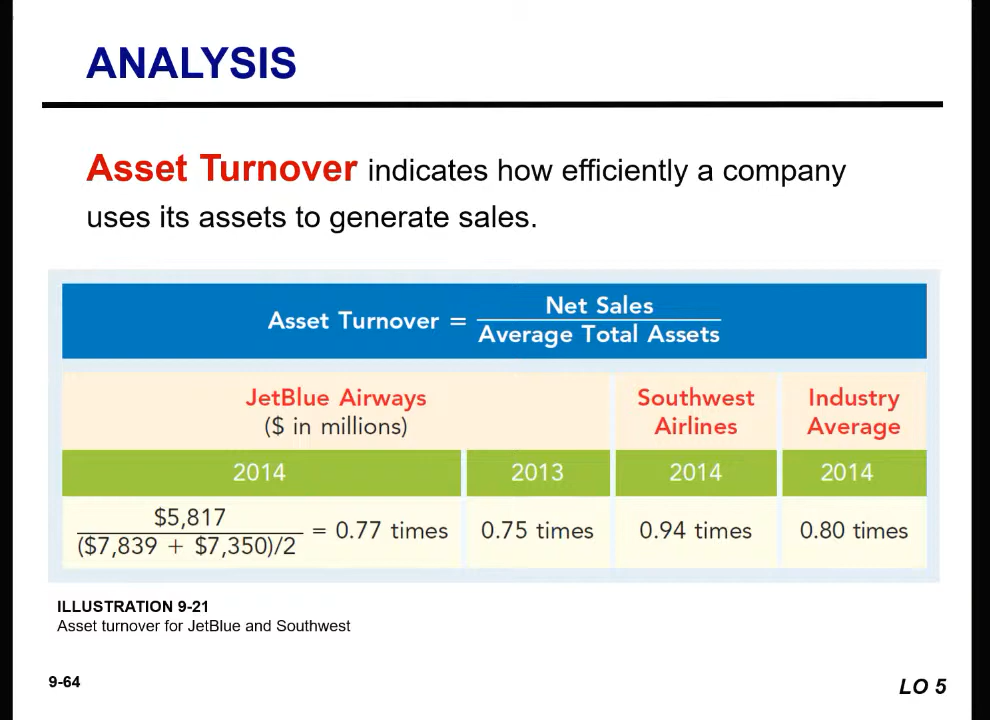 ANALYSIS
Asset Turnover indicates how efficiently a company
uses its assets to generate sales.
Asset Turnover = Net Sales
Average Total Assets
JetBlue Airways
($ in millions)
Southwest
Airlines
Industry
Average
2014 2013 2014 2014
$5,817
($7,839 + $7,350)/2
= 0.77 times 0.75 times 0.94 times 0.80 times
ILLUSTRATION 9-21
Asset turnover for JetBlue and Southwest
9-64
LO 5